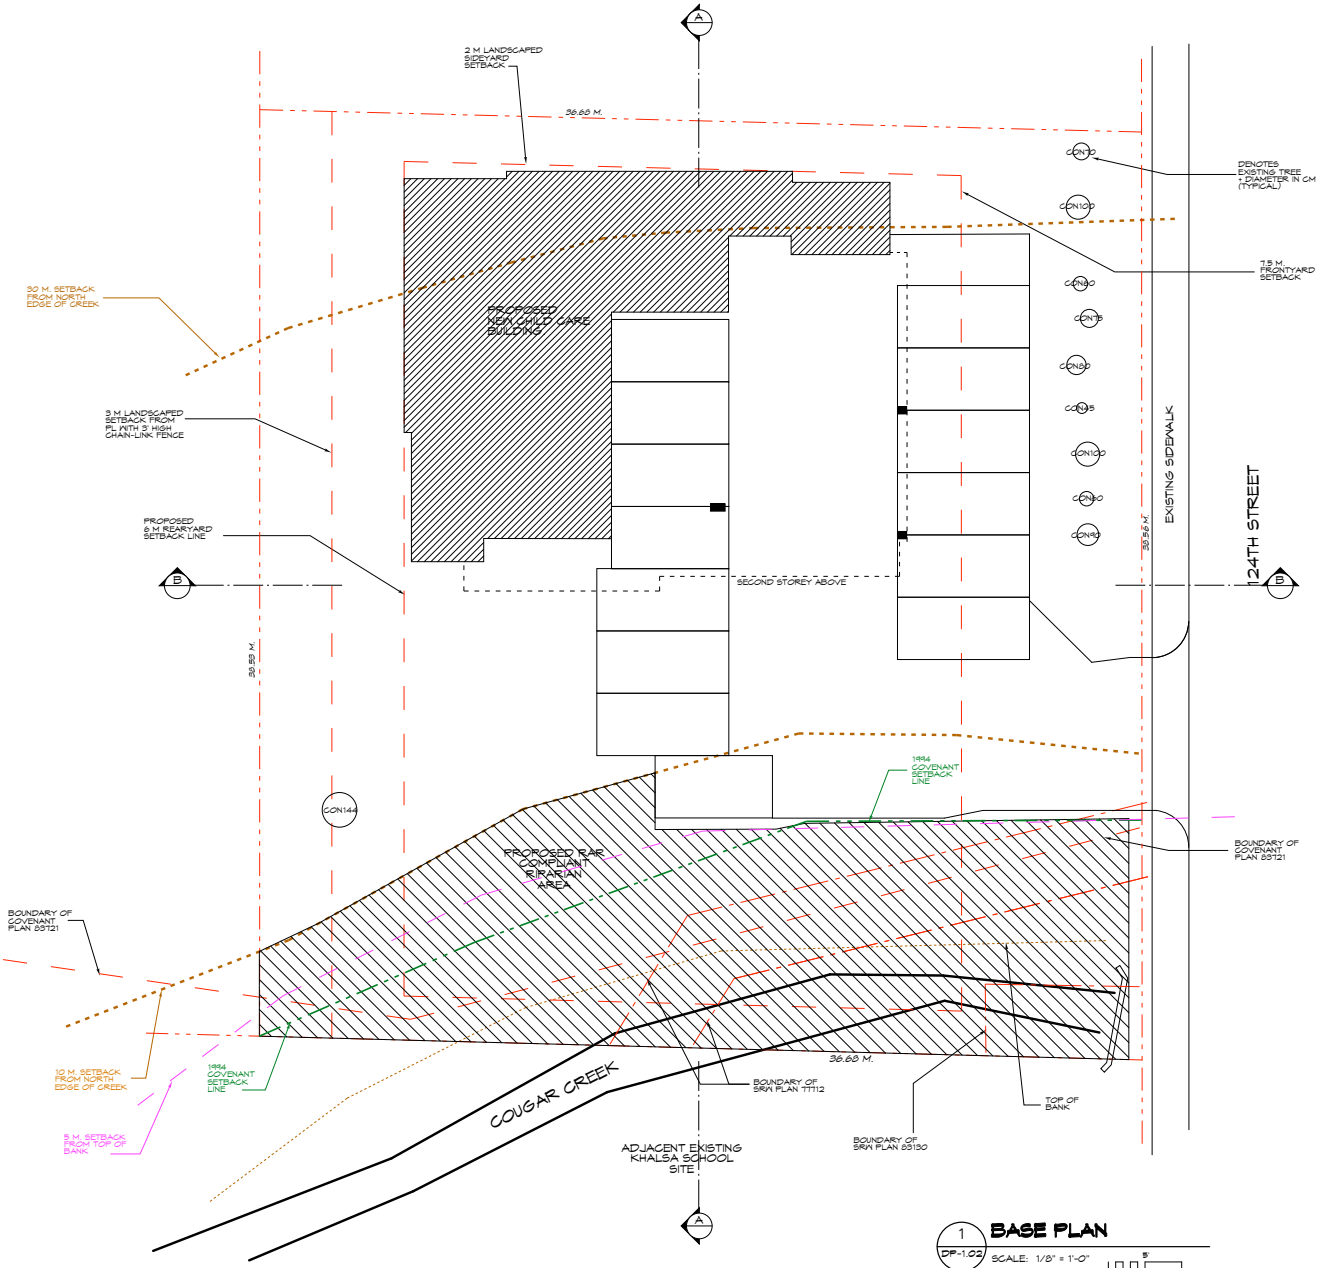 A
2 M LANDSCAPED
SIDEYARD
SETBACK
36.68 M.
CON70
DENOTES
EXISTING TREE
+ DIAMETER IN CM
(TYPICAL)
CON100
7.5 M.
FRONTYARD
SETBACK
30 M. SETBACK
FROM NORTH
EDGE OF CREEK
CON60
PROPOSED
NEW CHILD CARE
BUILDING
CON75
CON80
3 M LANDSCAPED
SETBACK FROM
PL WITH 3' HIGH
CHAIN-LINK FENCE
CON45
CON100
EXISTING SIDEWALK
124TH STREET
CON60
PROPOSED
6 M REARYARD
SETBACK LINE
CON90
B
SECOND STOREY ABOVE
B
1994
COVENANT
SETBACK
LINE
CON144
PROPOSED RAR
COMPLIANT
RIPARIAN
AREA
BOUNDARY OF
COVENANT
PLAN 83721
BOUNDARY OF
COVENANT
PLAN 83721
10 M. SETBACK
FROM NORTH
EDGE OF CREEK
1994
COVENANT
SETBACK
LINE
36.68 M.
COUGAR CREEK
BOUNDARY OF
SRW PLAN 77712
TOP OF
BANK
5 M. SETBACK
FROM TOP OF
BANK
BOUNDARY OF
SRW PLAN 83130
ADJACENT EXISTING
KHALSA SCHOOL
SITE
A
1
DP-1.02
BASE PLAN
SCALE: 1/8" = 1'-0"